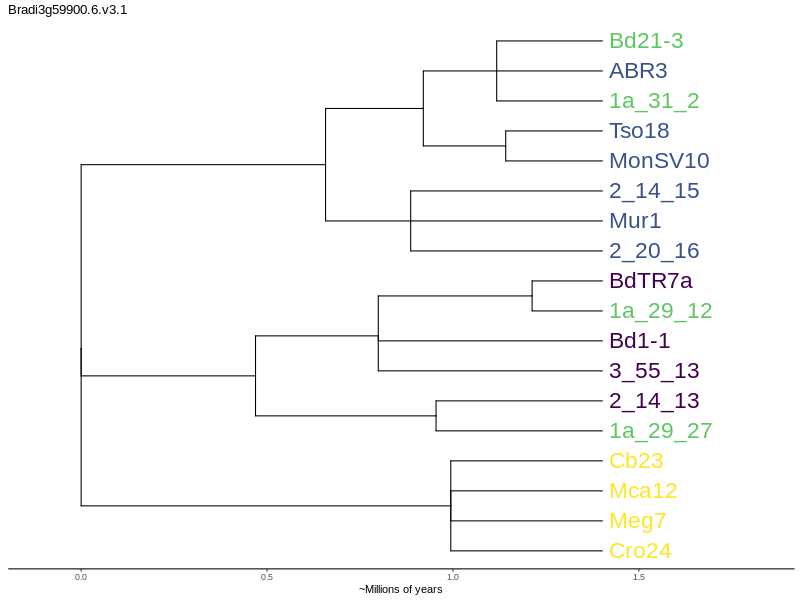 Bradi3g59900.6.v3.1
Bd21-3
ABR3
1a_31_2
Tso18
MonSV10
2_14_15
Mur1
2_20_16
BdTR7a
1a_29_12
Bd1-1
3_55_13
2_14_13
1a_29_27
Cb23
Mca12
Meg7
Cro24
0.0 0.5 1.0 1.5
~Millions of years